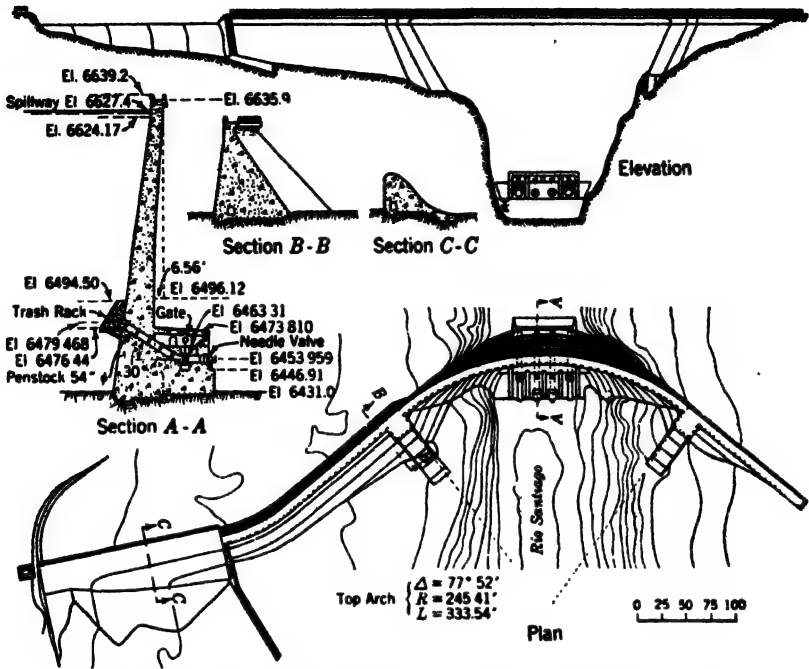 El. 6639.2
Spillway El 6627.4
El. 6624.17
El. 6635.9
Elevation
Section B-B
Section C-C
6.56'
El 6494.50
El 6496.12
Trash Rack
Gate
El 6463 31
El 6473 810
Needle Valve
El 6479 468
El 6476 44
El 6453 959
Penstock 54"
30
El 6446.91
El 6431.0
Section A-A
A
A
B
C
C
Rio Santiago
Top Arch
Δ = 77° 52'
R = 245 41'
L = 333.54'
0 25 50 75 100
Plan